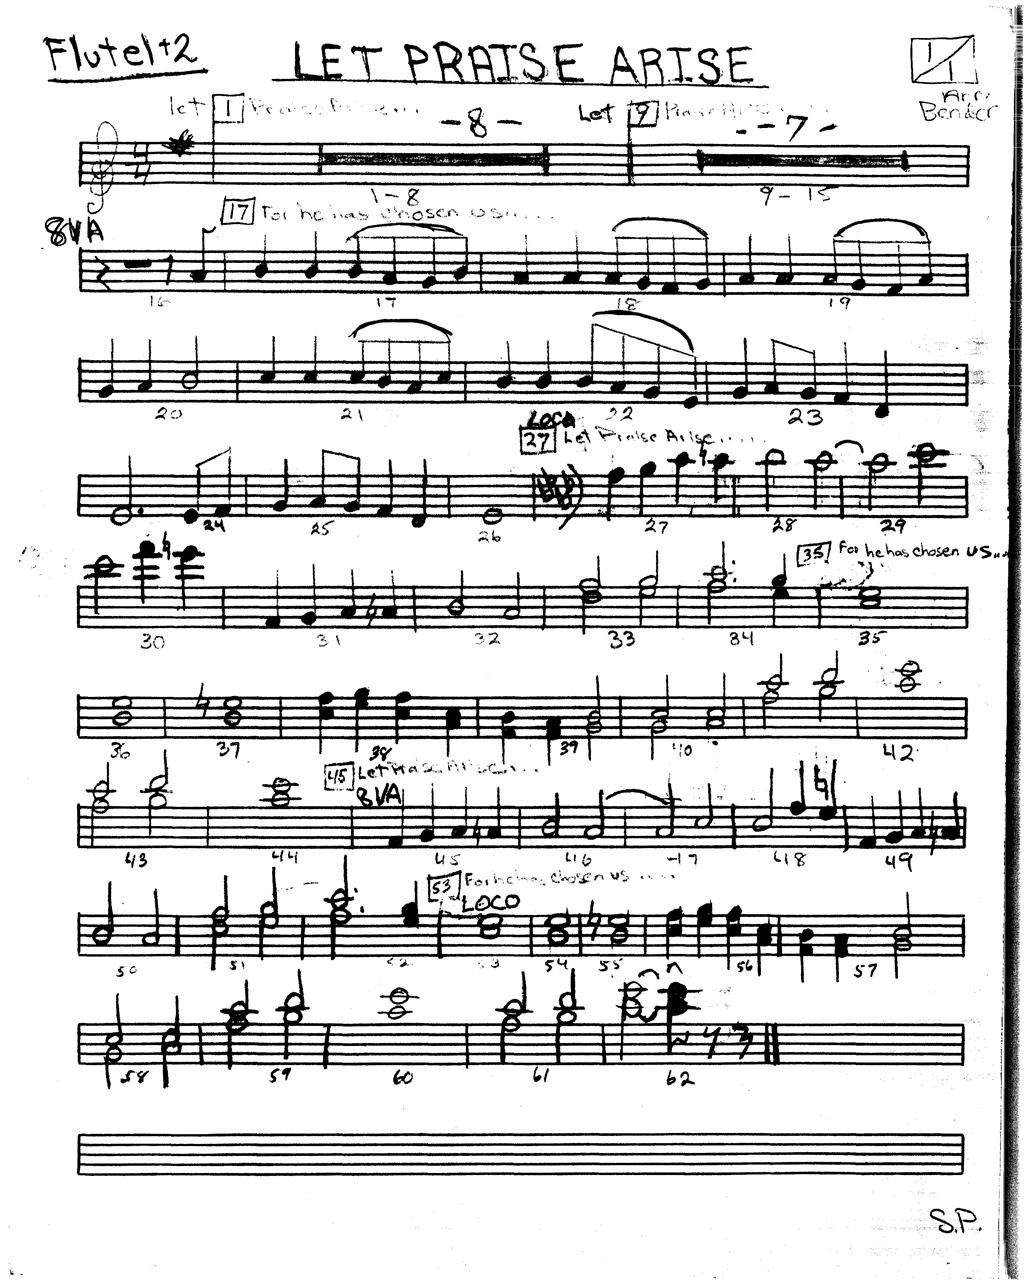 Flute 1+2
LET PRAISE ARISE
1/1
Arr. Bender
let 1 Praise Arise... -8- Let 9 Praise Arise... --7-
1-8 9-15
8VA 17 For he has chosen us.....
16 17 18 19
20 21 22 23
LOCO
27 Let Praise Arise.....
24 25 26 27 28 29
35 For he has chosen us...
30 31 32 33 34 35
36 37 38 39 40 42
45 Let Praise Arise.....
8VA
43 44 45 46 47 48 49
53 For he has chosen us .....
LOCO
50 51 52 53 54 55 56 57
58 59 60 61 62
S.P.